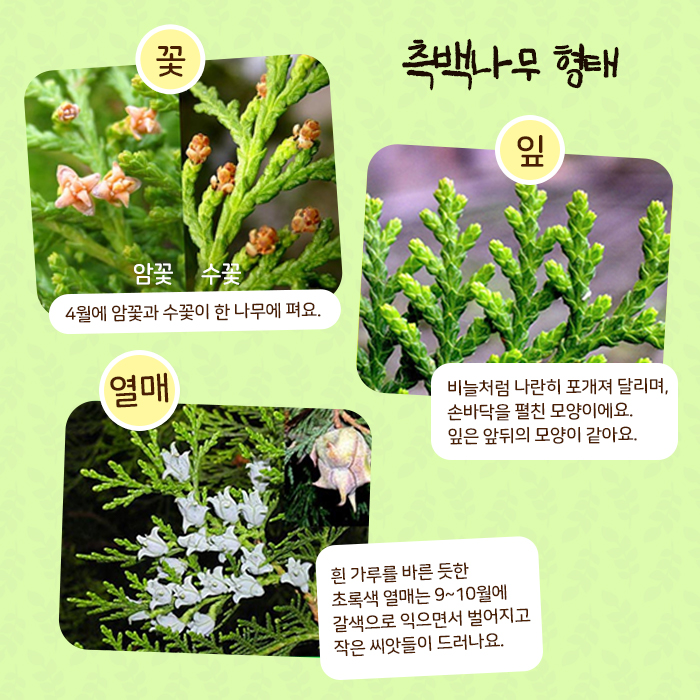 측백나무 형태
꽃
암꽃 수꽃
4월에 암꽃과 수꽃이 한 나무에 펴요.
잎
비늘처럼 나란히 포개져 달리며,
손바닥을 펼친 모양이에요.
잎은 앞뒤의 모양이 같아요.
열매
흰 가루를 바른 듯한
초록색 열매는 9~10월에
갈색으로 익으면서 벌어지고
작은 씨앗들이 드러나요.